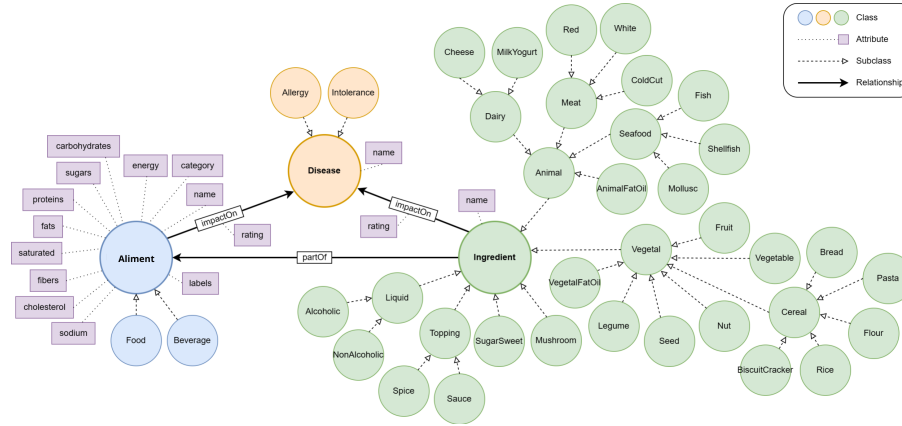 Class
Attribute
Subclass
Relationship
Red
White
Cheese
MilkYogurt
ColdCut
Fish
Allergy
Intolerance
Meat
Dairy
Seafood
Shellfish
carbohydrates
energy
category
name
Disease
Animal
AnimalFatOil
Mollusc
sugars
proteins
name
name
impactOn
impactOn
fats
rating
rating
Fruit
saturated
Aliment
partOf
Ingredient
Vegetal
Vegetable
Bread
fibers
labels
VegetalFatOil
Pasta
cholesterol
Liquid
Alcoholic
Cereal
sodium
Food
Beverage
NonAlcoholic
Topping
SugarSweet
Mushroom
Legume
Seed
Nut
Flour
BiscuitCracker
Rice
Spice
Sauce